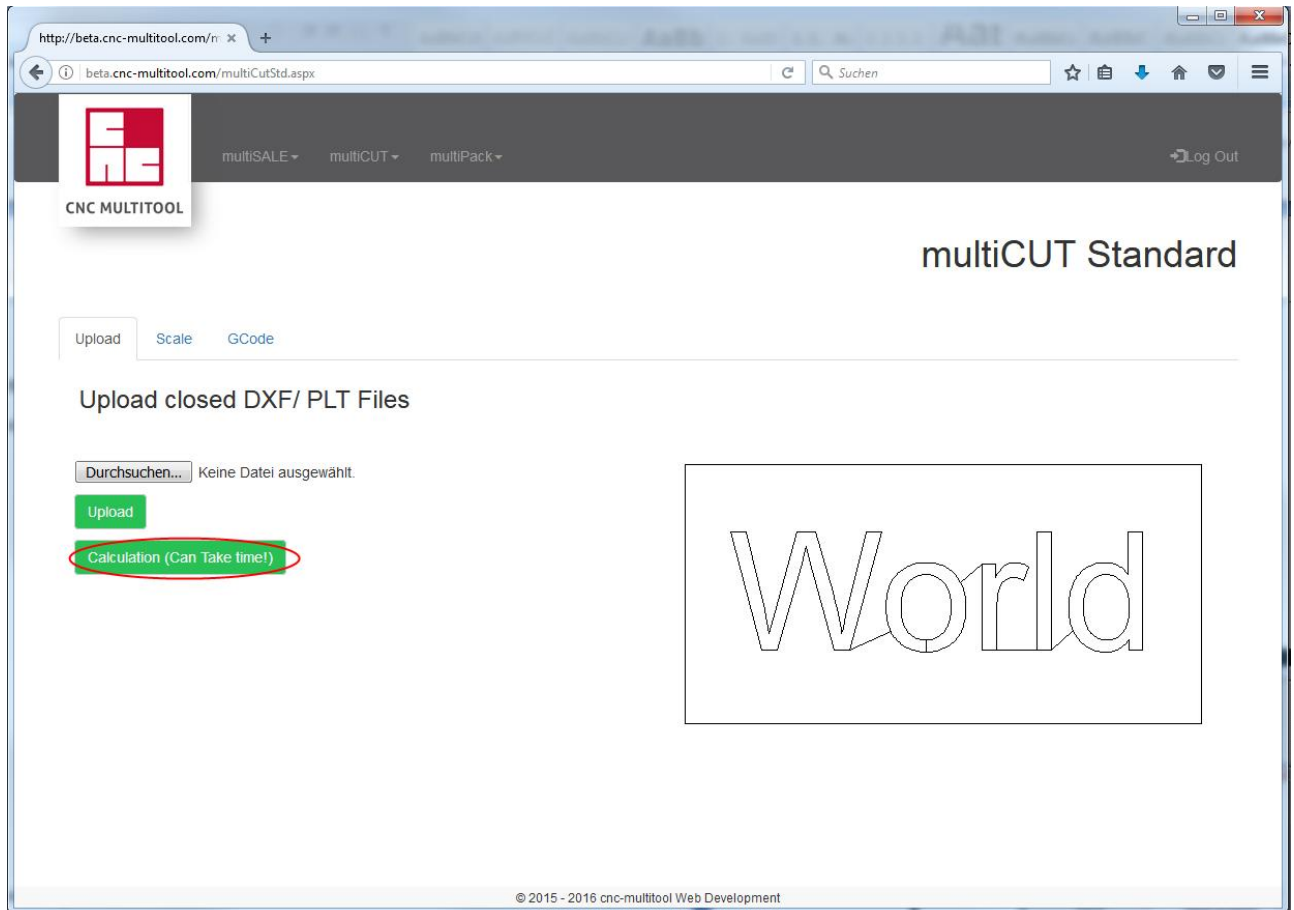 http://beta.cnc-multitool.com/m
beta.cnc-multitool.com/multiCutStd.aspx
Suchen
multiSALE
multiCUT
multiPack
Log Out
CNC
CNC MULTITOOL
multiCUT Standard
Upload
Scale
GCode
Upload closed DXF/ PLT Files
Durchsuchen... Keine Datei ausgewählt.
Upload
Calculation (Can Take time!)
World
© 2015 - 2016 cnc-multitool Web Development